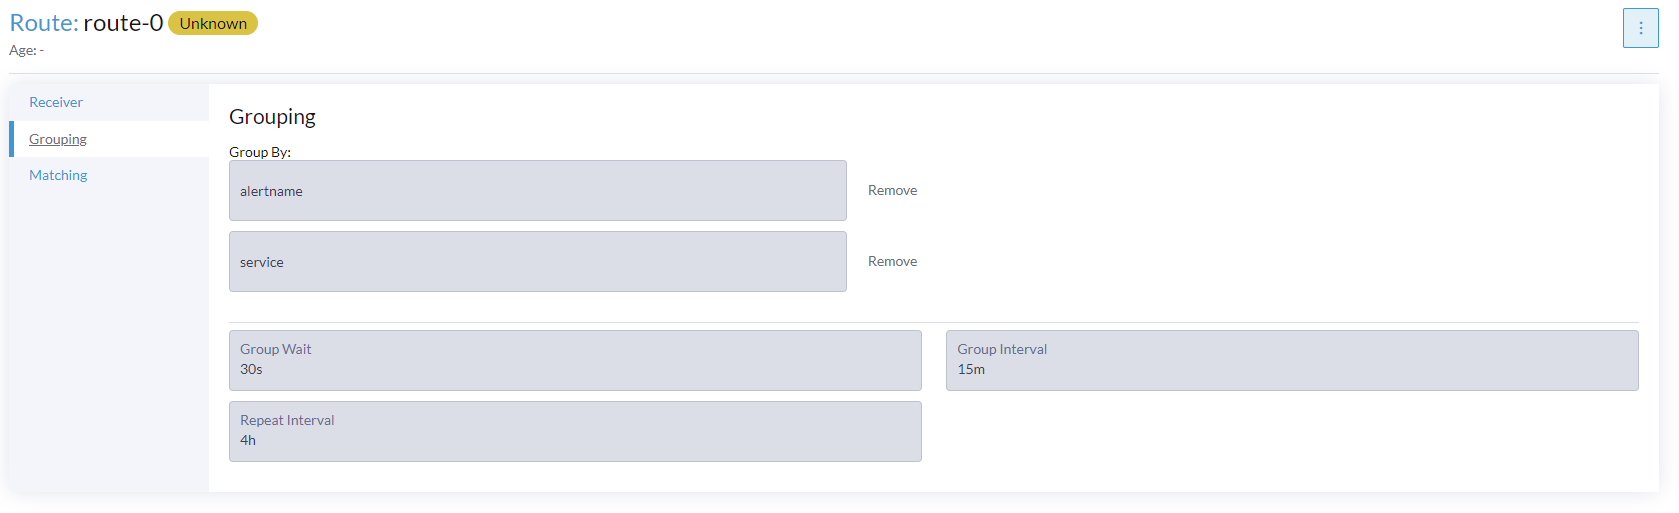 Route: route-0 Unknown
Age: -
Receiver
Grouping
Matching
Grouping
Group By:
alertname
Remove
service
Remove
Group Wait
30s
Group Interval
15m
Repeat Interval
4h